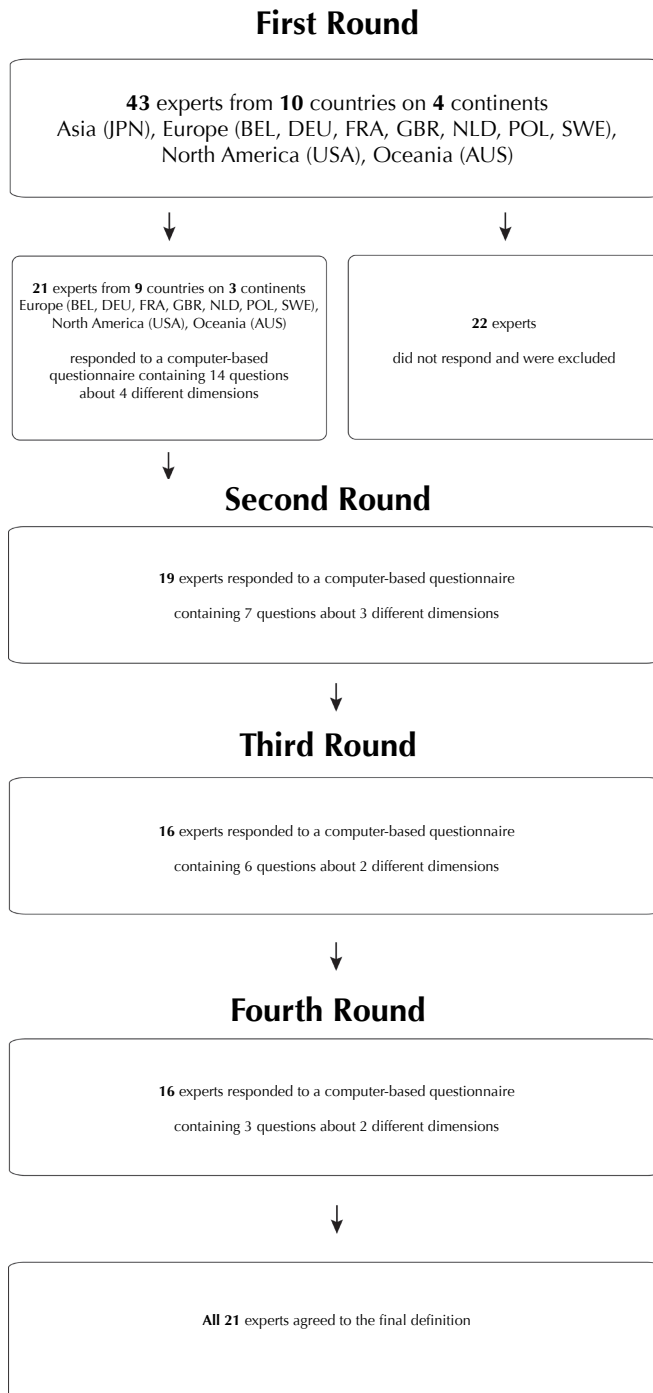 First Round
43 experts from 10 countries on 4 continents
Asia (JPN), Europe (BEL, DEU, FRA, GBR, NLD, POL, SWE),
North America (USA), Oceania (AUS)
21 experts from 9 countries on 3 continents
Europe (BEL, DEU, FRA, GBR, NLD, POL, SWE),
North America (USA), Oceania (AUS)
responded to a computer-based
questionnaire containing 14 questions
about 4 different dimensions
22 experts
did not respond and were excluded
Second Round
19 experts responded to a computer-based questionnaire
containing 7 questions about 3 different dimensions
Third Round
16 experts responded to a computer-based questionnaire
containing 6 questions about 2 different dimensions
Fourth Round
16 experts responded to a computer-based questionnaire
containing 3 questions about 2 different dimensions
All 21 experts agreed to the final definition